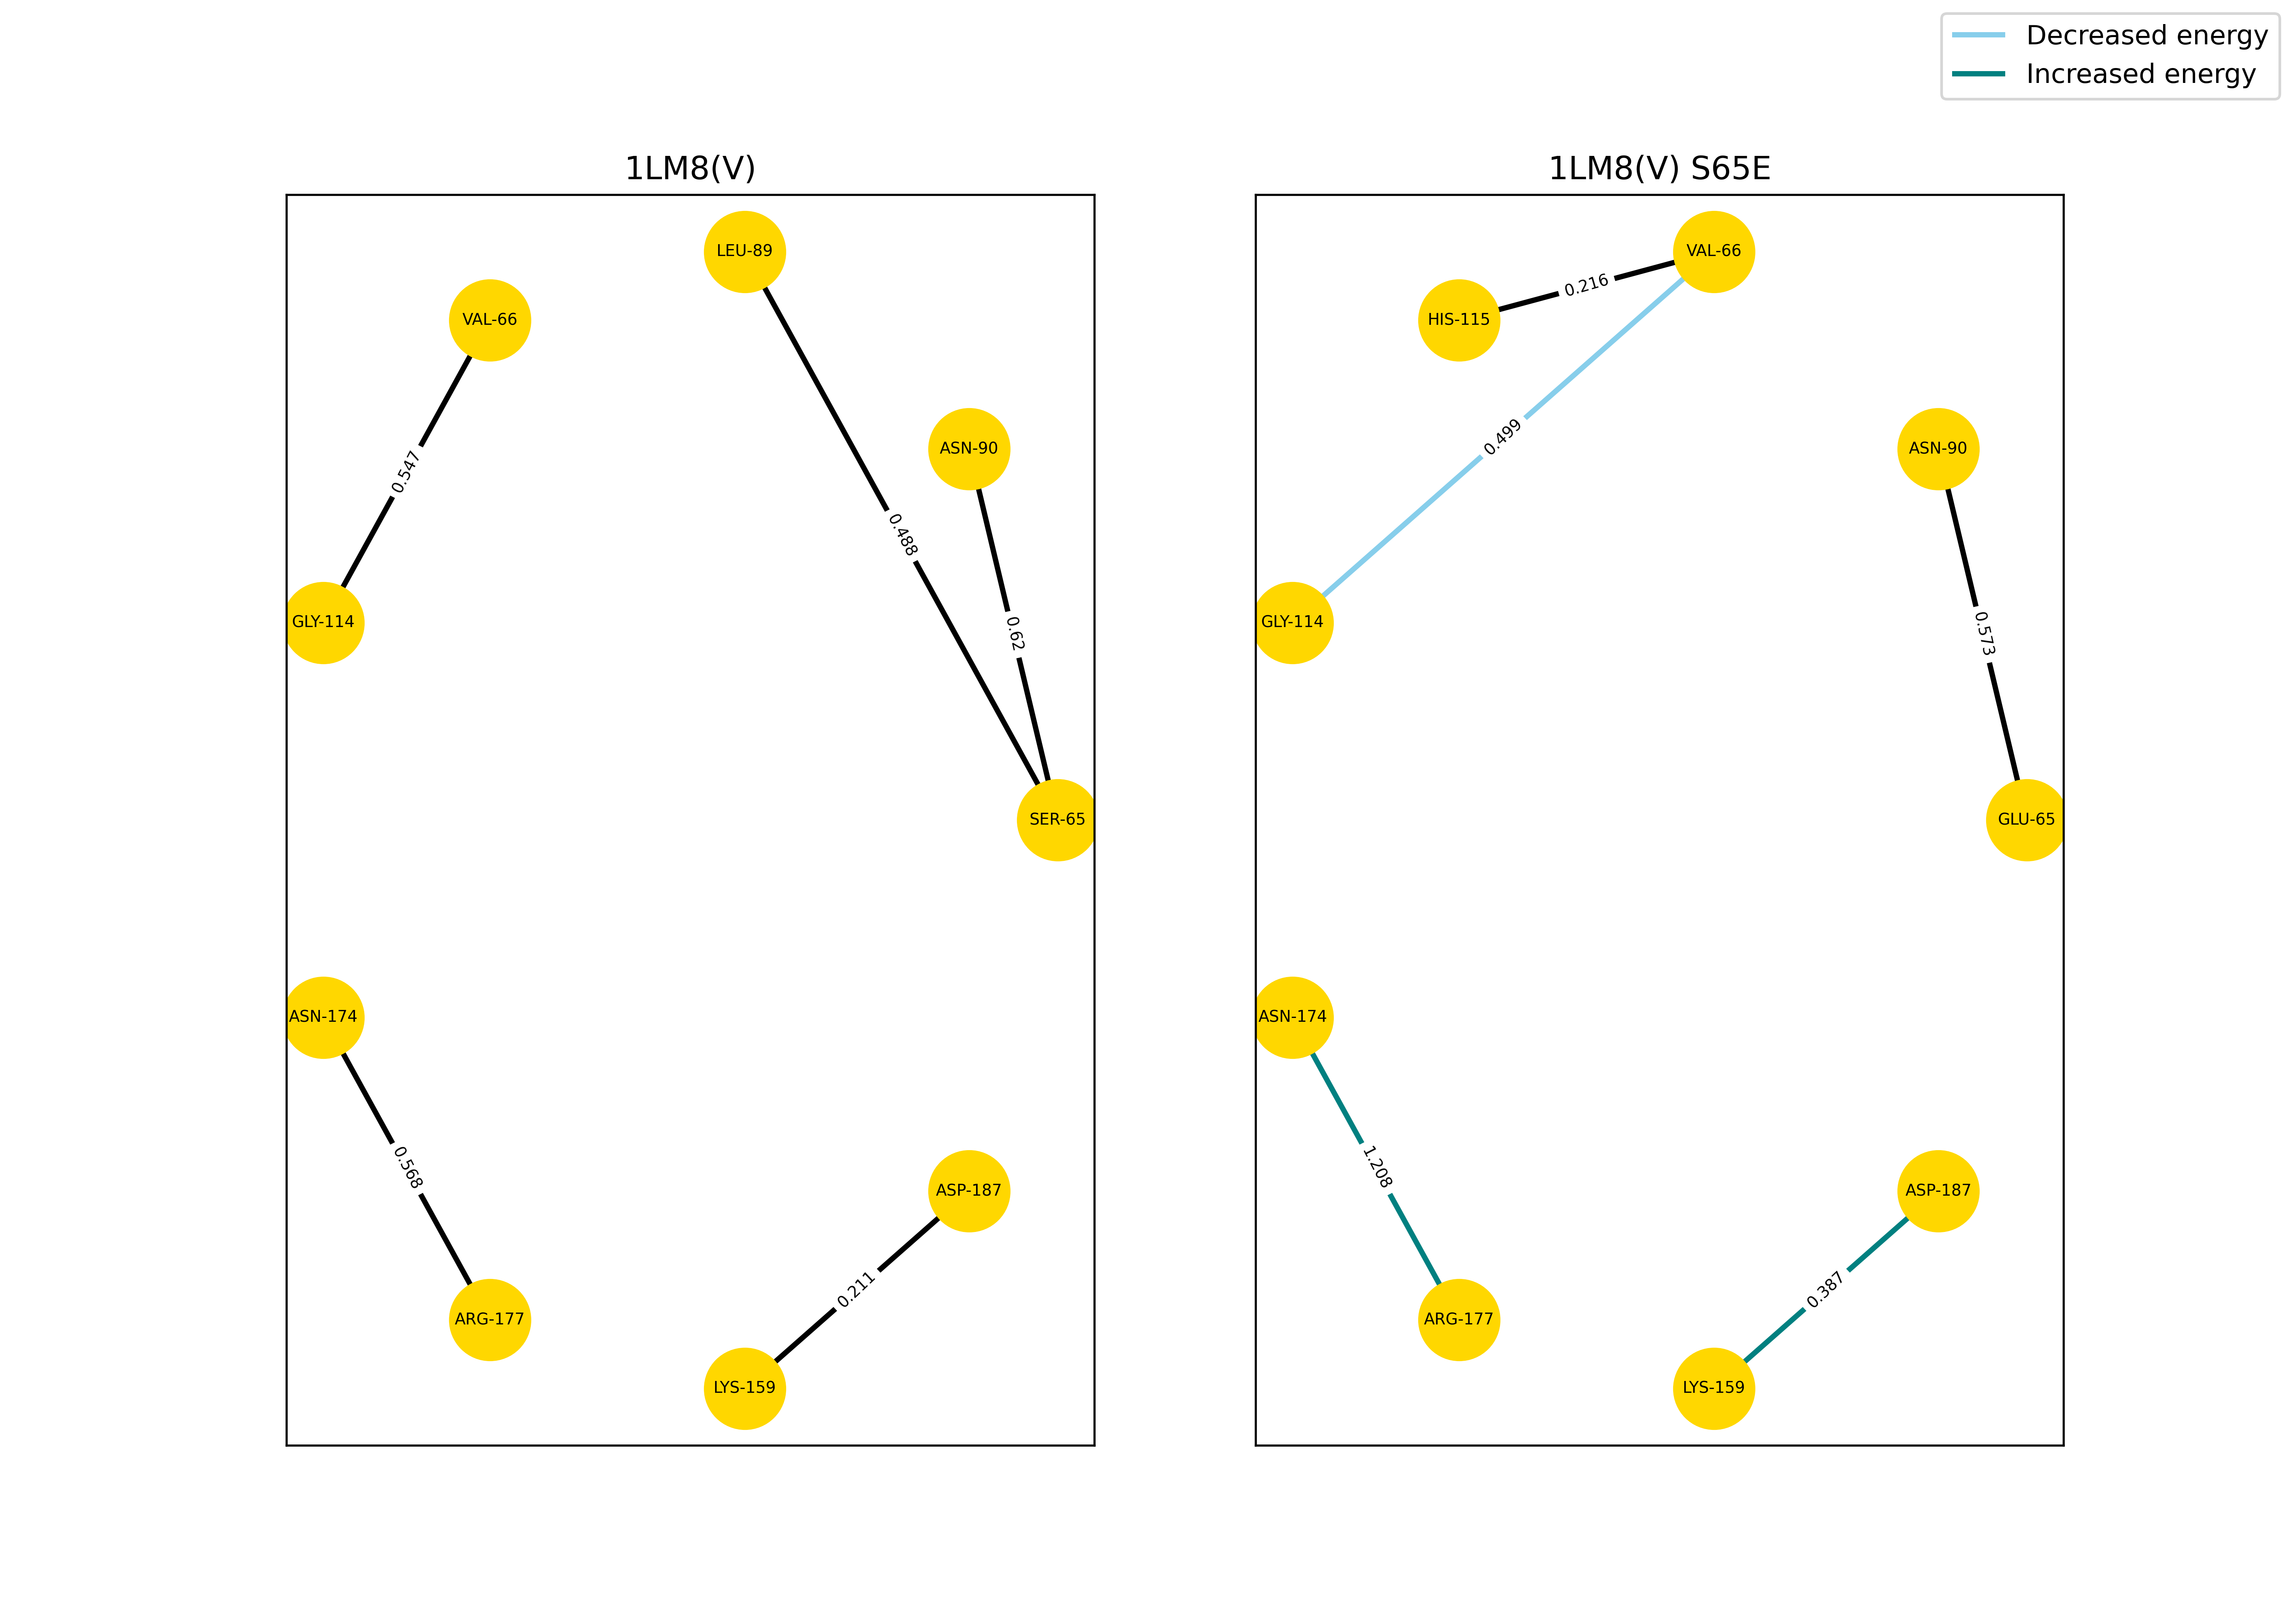 Decreased energy
Increased energy
1LM8(V)
LEU-89
VAL-66
ASN-90
0.547
0.488
GLY-114
0.62
SER-65
ASN-174
0.568
ASP-187
0.211
ARG-177
LYS-159
1LM8(V) S65E
VAL-66
0.216
HIS-115
0.499
ASN-90
GLY-114
0.573
GLU-65
ASN-174
1.208
ASP-187
0.387
ARG-177
LYS-159